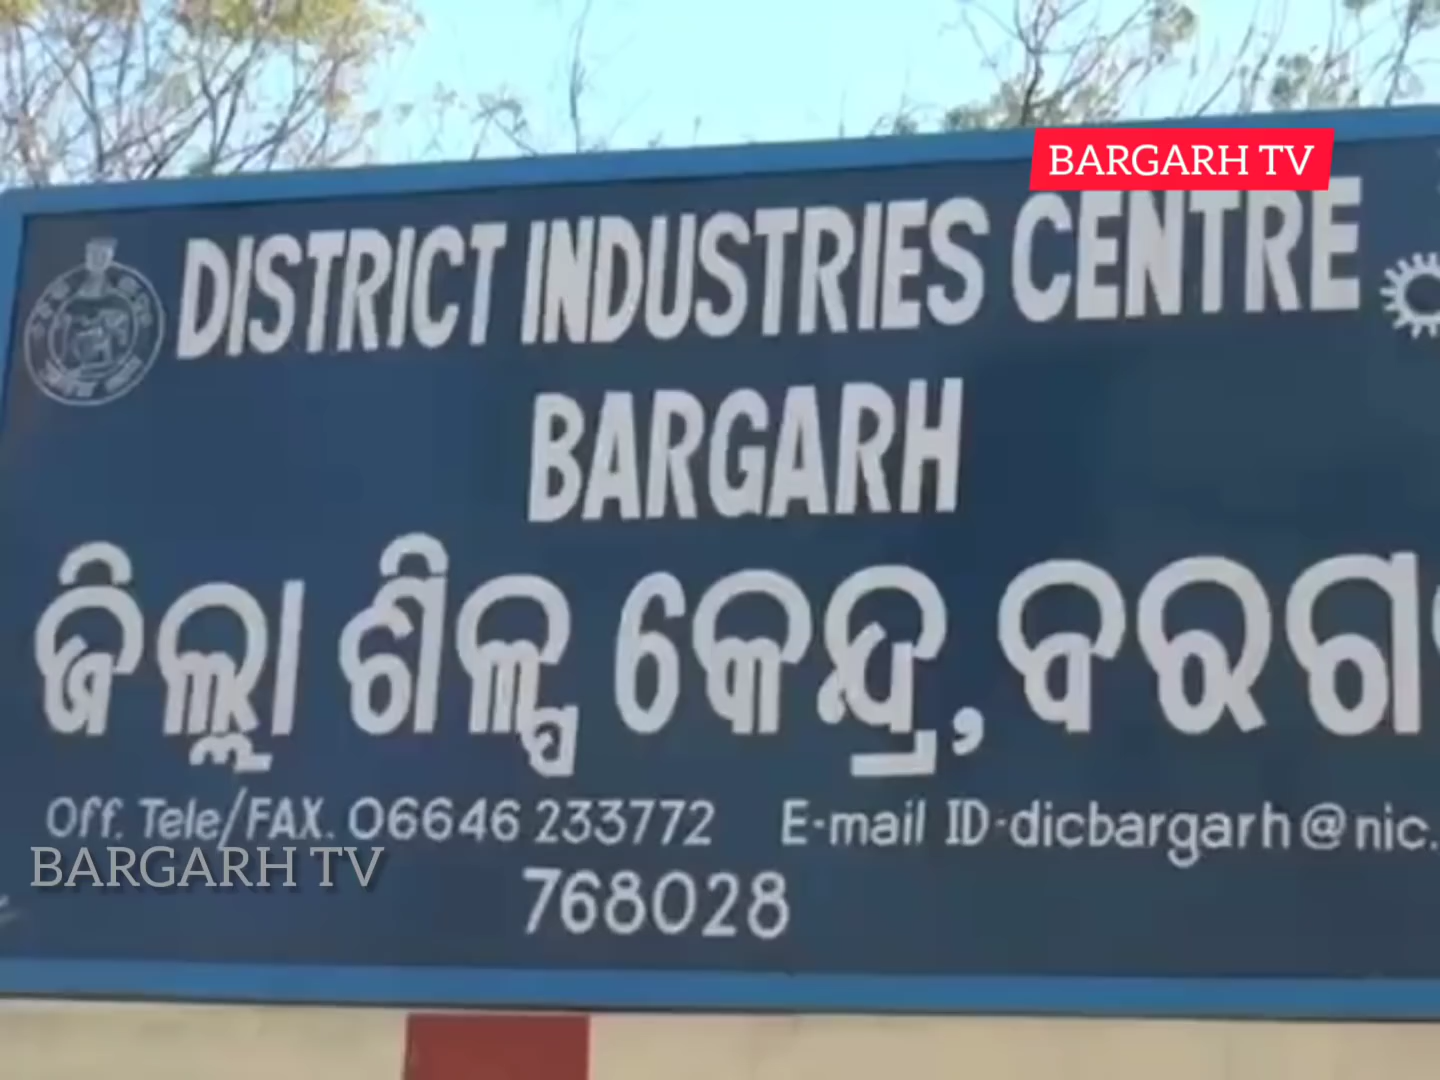 BARGARH TV
DISTRICT INDUSTRIES CENTRE
BARGARH
ଜିଲ୍ଲା ଶିଳ୍ପ କେନ୍ଦ୍ର, ବରଗ
Off. Tele/FAX. 06646 233772 E-mail ID-dicbargarh@nic.
BARGARH TV
768028